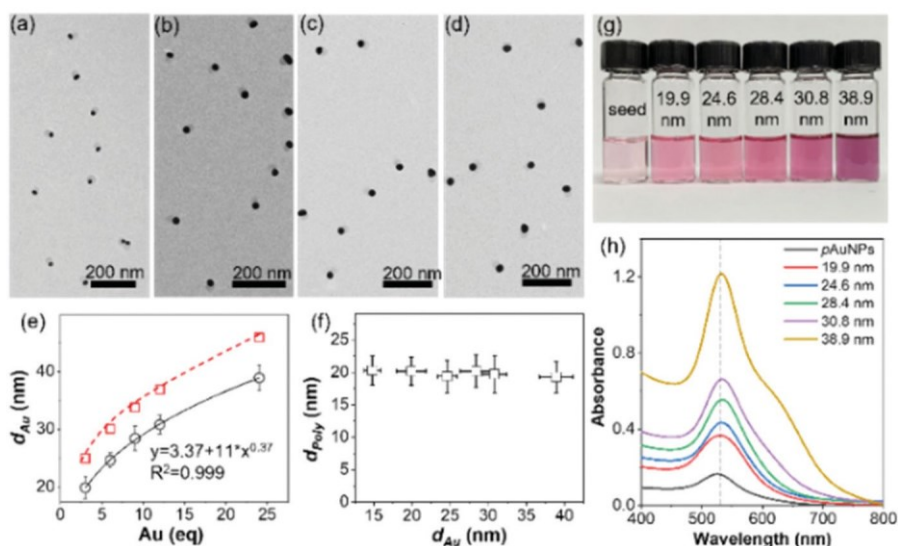 (a)
(b)
(c)
(d)
(g)
200 nm
200 nm
200 nm
200 nm
seed
19.9 nm
24.6 nm
28.4 nm
30.8 nm
38.9 nm
(e)
40
30
20
0 5 10 15 20 25
d_Au (nm)
Au (eq)
y=3.37+11*x^0.37
R²=0.999
(f)
25
20
15
10
5
0
15 20 25 30 35 40
d_Poly (nm)
d_Au (nm)
(h)
pAuNPs
19.9 nm
24.6 nm
28.4 nm
30.8 nm
38.9 nm
1.2
0.8
0.4
0.0
400 500 600 700 800
Absorbance
Wavelength (nm)